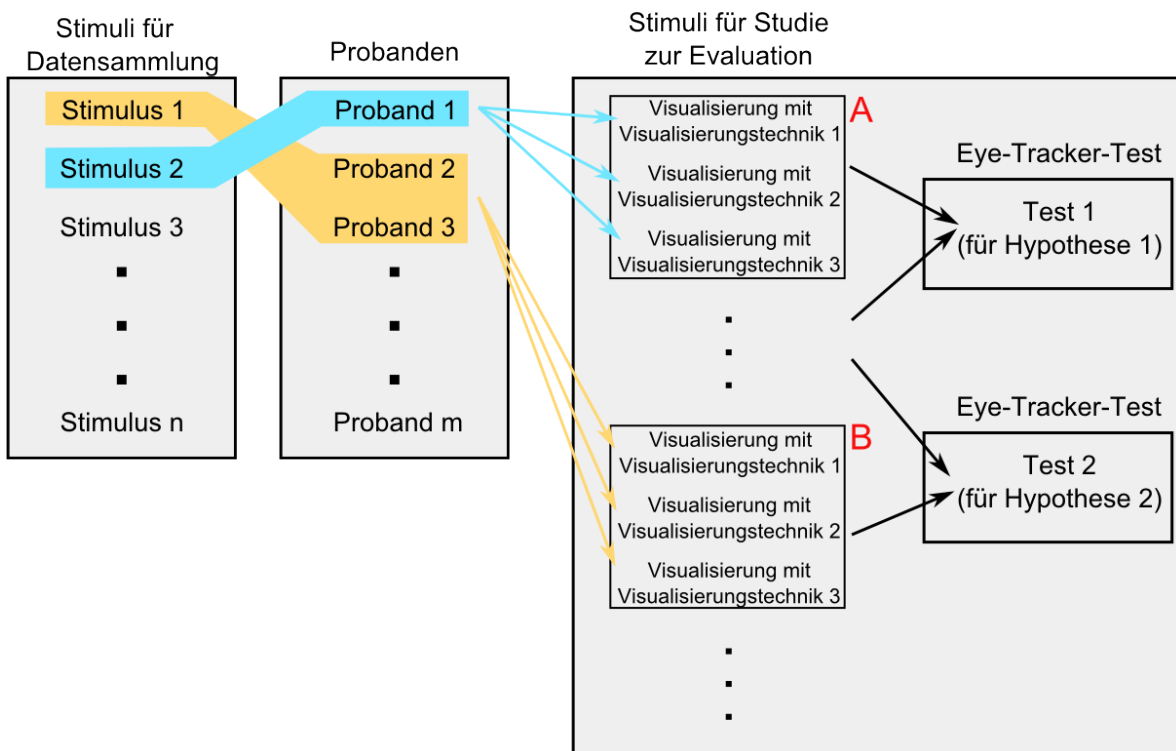 Stimuli für
Datensammlung
Stimulus 1
Stimulus 2
Stimulus 3
Stimulus n
Probanden
Proband 1
Proband 2
Proband 3
Proband m
Stimuli für Studie
zur Evaluation
Visualisierung mit
Visualisierungstechnik 1
Visualisierung mit
Visualisierungstechnik 2
Visualisierung mit
Visualisierungstechnik 3
A
Visualisierung mit
Visualisierungstechnik 1
Visualisierung mit
Visualisierungstechnik 2
Visualisierung mit
Visualisierungstechnik 3
B
Eye-Tracker-Test
Test 1
(für Hypothese 1)
Eye-Tracker-Test
Test 2
(für Hypothese 2)